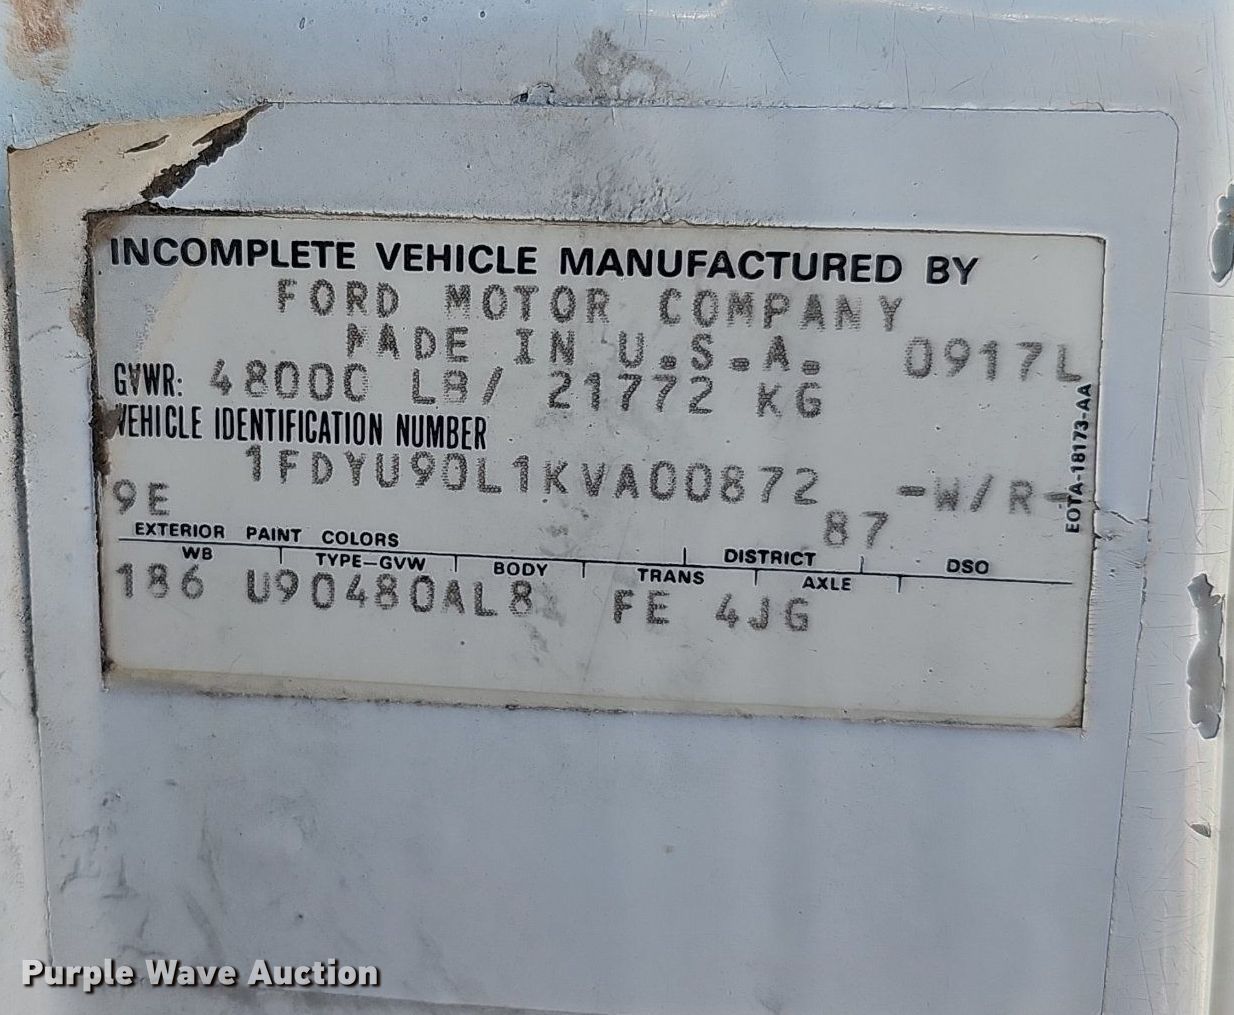 INCOMPLETE VEHICLE MANUFACTURED BY
FORD MOTOR COMPANY
MADE IN U.S.A. 0917L
GVWR: 48000 LB/ 21772 KG
VEHICLE IDENTIFICATION NUMBER
1FDYU90L1KVA00872 -W/R-
9E 87
EXTERIOR PAINT COLORS DISTRICT DSO
WB TYPE-GVW BODY TRANS AXLE
186 U90480AL8 FE 4JG
EOTA-18173-AA
Purple Wave Auction